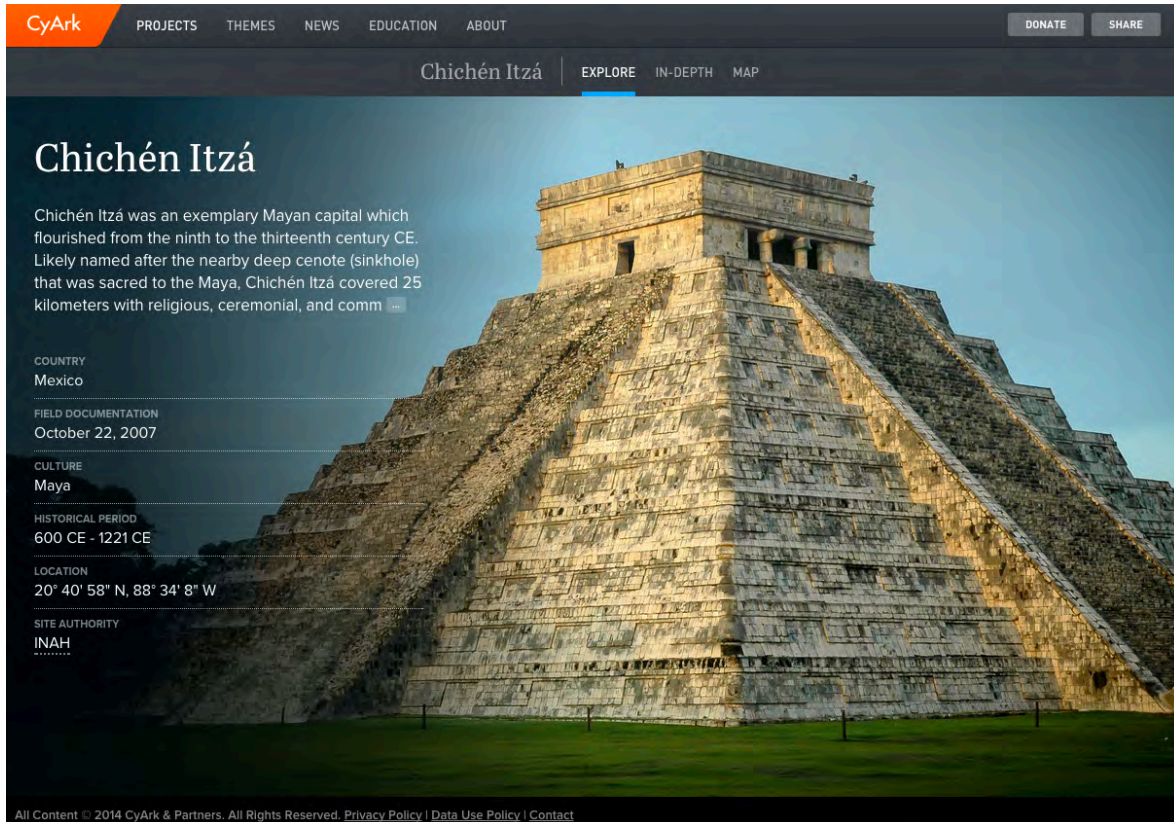 CyArk
PROJECTS THEMES NEWS EDUCATION ABOUT
DONATE SHARE
Chichén Itzá EXPLORE IN-DEPTH MAP
Chichén Itzá
Chichén Itzá was an exemplary Mayan capital which
flourished from the ninth to the thirteenth century CE.
Likely named after the nearby deep cenote (sinkhole)
that was sacred to the Maya, Chichén Itzá covered 25
kilometers with religious, ceremonial, and comm ...
COUNTRY
Mexico
FIELD DOCUMENTATION
October 22, 2007
CULTURE
Maya
HISTORICAL PERIOD
600 CE - 1221 CE
LOCATION
20° 40' 58" N, 88° 34' 8" W
SITE AUTHORITY
INAH
All Content © 2014 CyArk & Partners. All Rights Reserved. Privacy Policy | Data Use Policy | Contact